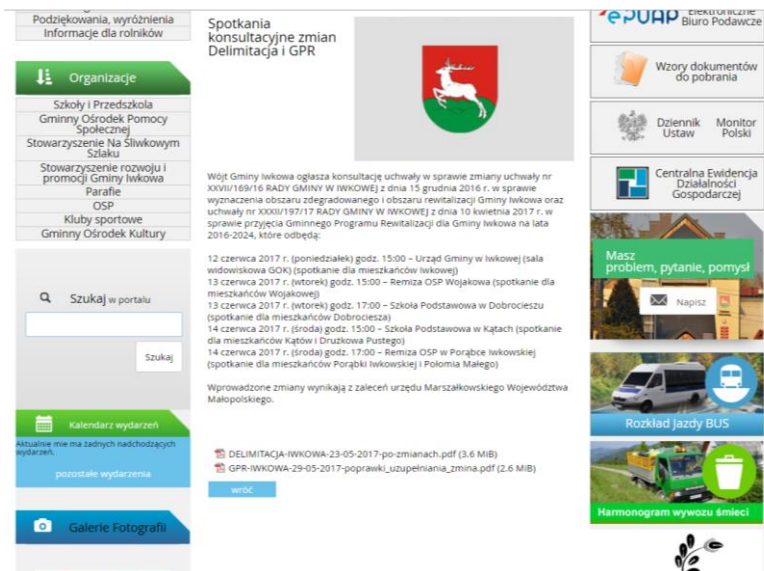 Podziękowania, wyróżnienia
Informacje dla rolników
Organizacje
Szkoły i Przedszkola
Gminny Ośrodek Pomocy
Społecznej
Stowarzyszenie Na Śliwkowym
Szlaku
Stowarzyszenie rozwoju i
promocji Gminy Iwkowa
Parafie
OSP
Kluby sportowe
Gminny Ośrodek Kultury
Szukaj w portalu
Szukaj
Kalendarz wydarzeń
Aktualnie mie ma żadnych nadchodzących
wydarzeń.
pozostałe wydarzenia
Galerie Fotografii
Spotkania
konsultacyjne zmian
Delimitacja i GPR
Wójt Gminy Iwkowa ogłasza konsultację uchwały w sprawie zmiany uchwały nr
XXVII/169/16 RADY GMINY W IWKOWEJ z dnia 15 grudnia 2016 r. w sprawie
wyznaczenia obszaru zdegradowanego i obszaru rewitalizacji Gminy Iwkowa oraz
uchwały nr XXXII/197/17 RADY GMINY W IWKOWEJ z dnia 10 kwietnia 2017 r. w
sprawie przyjęcia Gminnego Programu Rewitalizacji dla Gminy Iwkowa na lata
2016-2024, które odbędą:
12 czerwca 2017 r. (poniedziałek) godz. 15:00 – Urząd Gminy w Iwkowej (sala
widowiskowa GOK) (spotkanie dla mieszkańców Iwkowej)
13 czerwca 2017 r. (wtorek) godz. 15:00 – Remiza OSP Wojakowa (spotkanie dla
mieszkańców Wojakowej)
13 czerwca 2017 r. (wtorek) godz. 17:00 – Szkoła Podstawowa w Dobrocieszu
(spotkanie dla mieszkańców Dobrociesza)
14 czerwca 2017 r. (środa) godz. 15:00 – Szkoła Podstawowa w Kątach (spotkanie
dla mieszkańców Kątów i Drużkowa Pustego)
14 czerwca 2017 r. (środa) godz. 17:00 – Remiza OSP w Porąbce Iwkowskiej
(spotkanie dla mieszkańców Porąbki Iwkowskiej i Połomia Małego)
Wprowadzone zmiany wynikają z zaleceń urzędu Marszałkowskiego Województwa
Małopolskiego.
DELIMITACJA-IWKOWA-23-05-2017-po-zmianach.pdf (3.6 MiB)
GPR-IWKOWA-29-05-2017-poprawki_uzupełniania_zmina.pdf (2.6 MiB)
wróć
ePUAP Elektroniczne
Biuro Podawcze
Wzory dokumentów
do pobrania
Dziennik Monitor
Ustaw Polski
Centralna Ewidencja
Działalności
Gospodarczej
Masz
problem, pytanie, pomysł
Napisz
Rozkład Jazdy BUS
Harmonogram wywozu śmieci